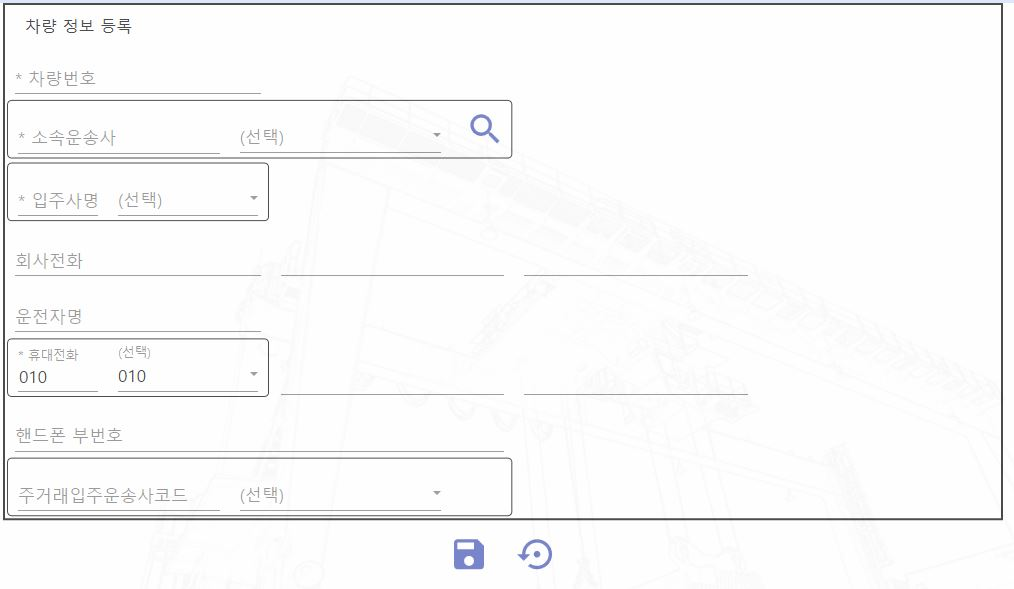 차량 정보 등록
* 차량번호
* 소속운송사 (선택)
* 입주사명 (선택)
회사전화
운전자명
* 휴대전화 (선택)
010 010
핸드폰 부번호
주거래입주운송사코드 (선택)